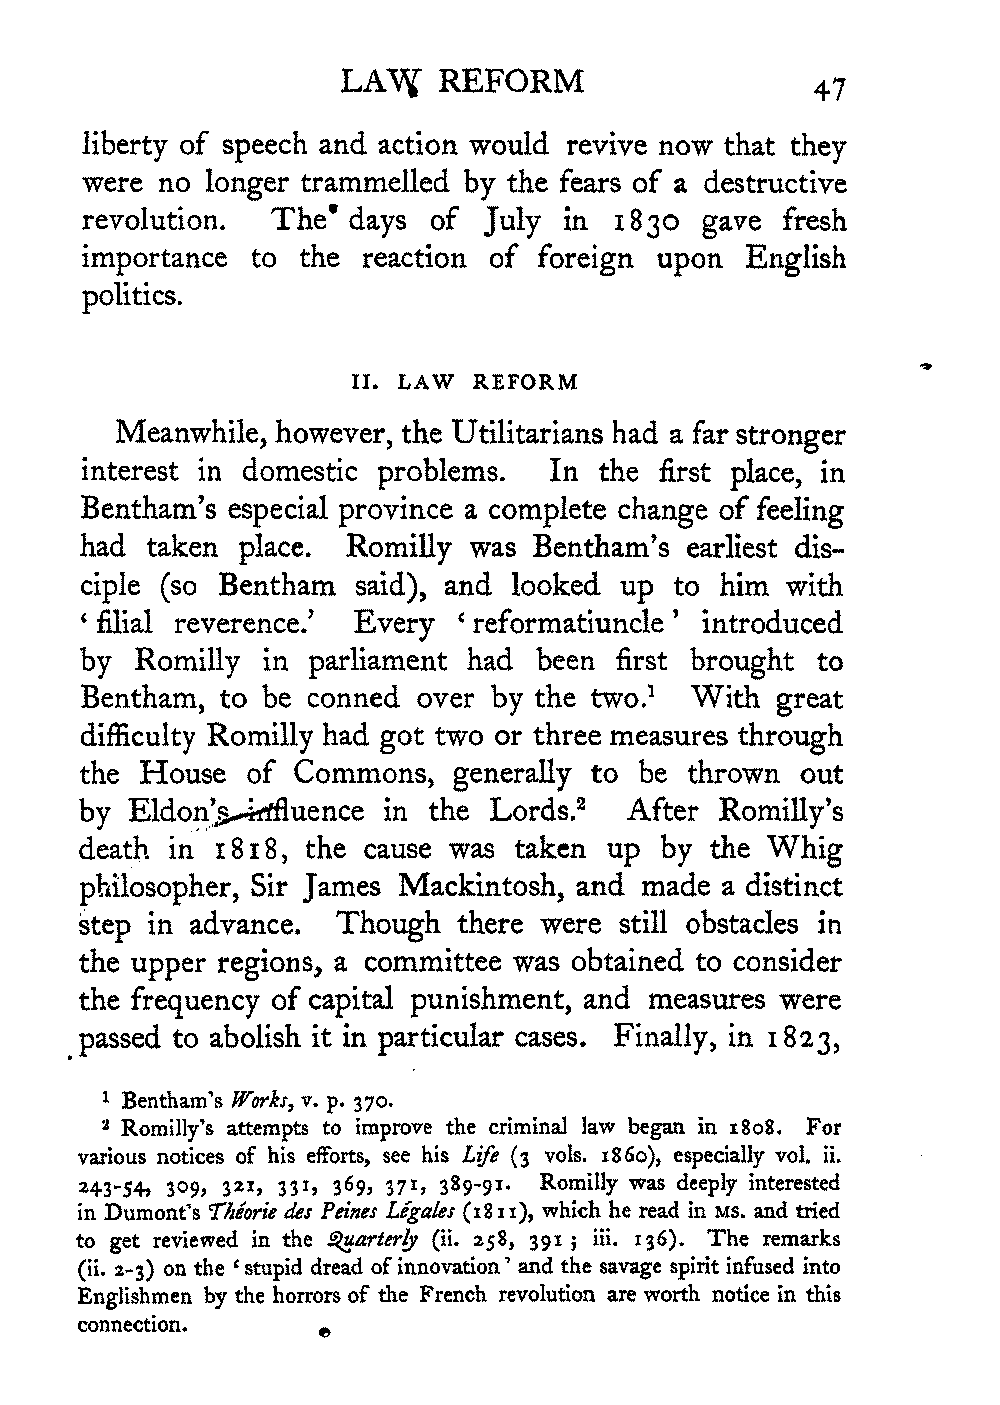 LAW REFORM 47
liberty of speech and action would revive now that they
were no longer trammelled by the fears of a destructive
revolution. The days of July in 1830 gave fresh
importance to the reaction of foreign upon English
politics.
II. LAW REFORM
Meanwhile, however, the Utilitarians had a far stronger
interest in domestic problems. In the first place, in
Bentham's especial province a complete change of feeling
had taken place. Romilly was Bentham's earliest dis-
ciple (so Bentham said), and looked up to him with
‘ filial reverence.’ Every ‘ reformatiuncle ’ introduced
by Romilly in parliament had been first brought to
Bentham, to be conned over by the two.¹ With great
difficulty Romilly had got two or three measures through
the House of Commons, generally to be thrown out
by Eldon's influence in the Lords.² After Romilly's
death in 1818, the cause was taken up by the Whig
philosopher, Sir James Mackintosh, and made a distinct
step in advance. Though there were still obstacles in
the upper regions, a committee was obtained to consider
the frequency of capital punishment, and measures were
passed to abolish it in particular cases. Finally, in 1823,
¹ Bentham's Works, v. p. 370.
² Romilly's attempts to improve the criminal law began in 1808. For
various notices of his efforts, see his Life (3 vols. 1860), especially vol. ii.
243-54, 309, 321, 331, 369, 371, 389-91. Romilly was deeply interested
in Dumont's Théorie des Peines Légales (1811), which he read in MS. and tried
to get reviewed in the Quarterly (ii. 258, 391 ; iii. 136). The remarks
(ii. 2-3) on the ‘ stupid dread of innovation ’ and the savage spirit infused into
Englishmen by the horrors of the French revolution are worth notice in this
connection.